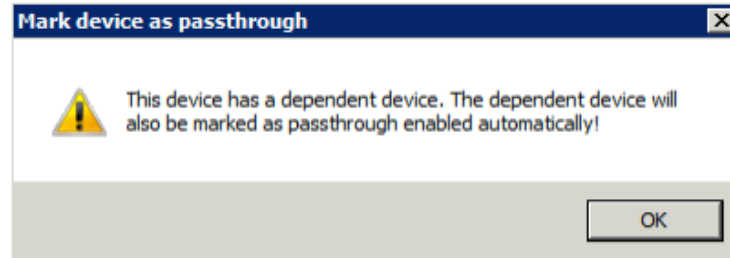 Mark device as passthrough
This device has a dependent device. The dependent device will
also be marked as passthrough enabled automatically!
OK